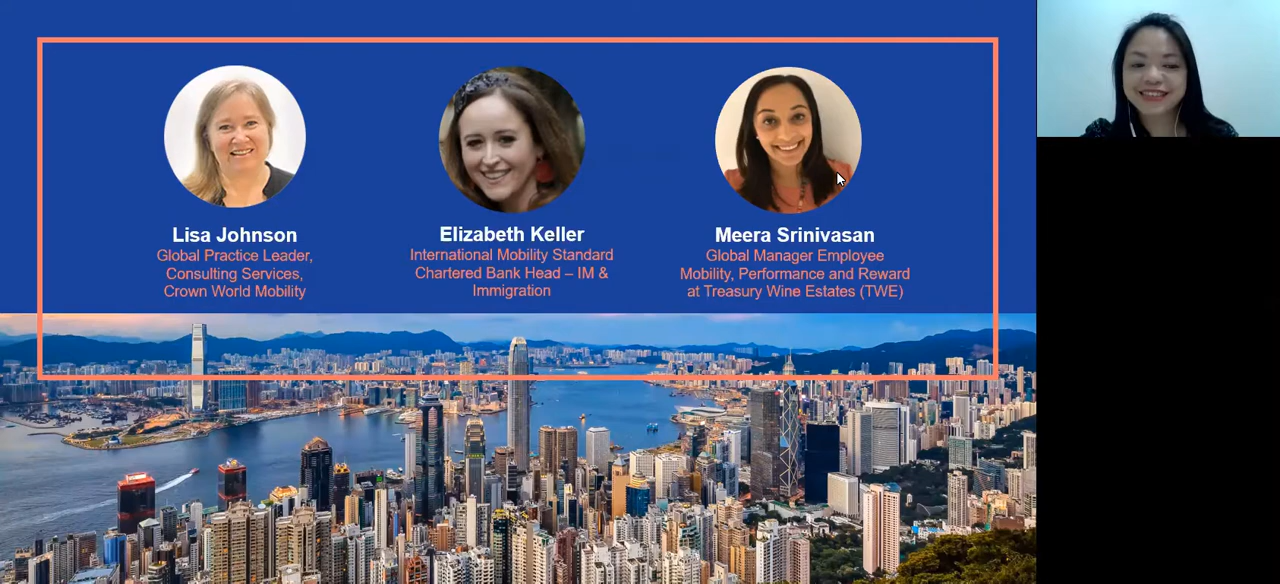 Lisa Johnson
Global Practice Leader,
Consulting Services,
Crown World Mobility
Elizabeth Keller
International Mobility Standard
Chartered Bank Head – IM &
Immigration
Meera Srinivasan
Global Manager Employee
Mobility, Performance and Reward
at Treasury Wine Estates (TWE)